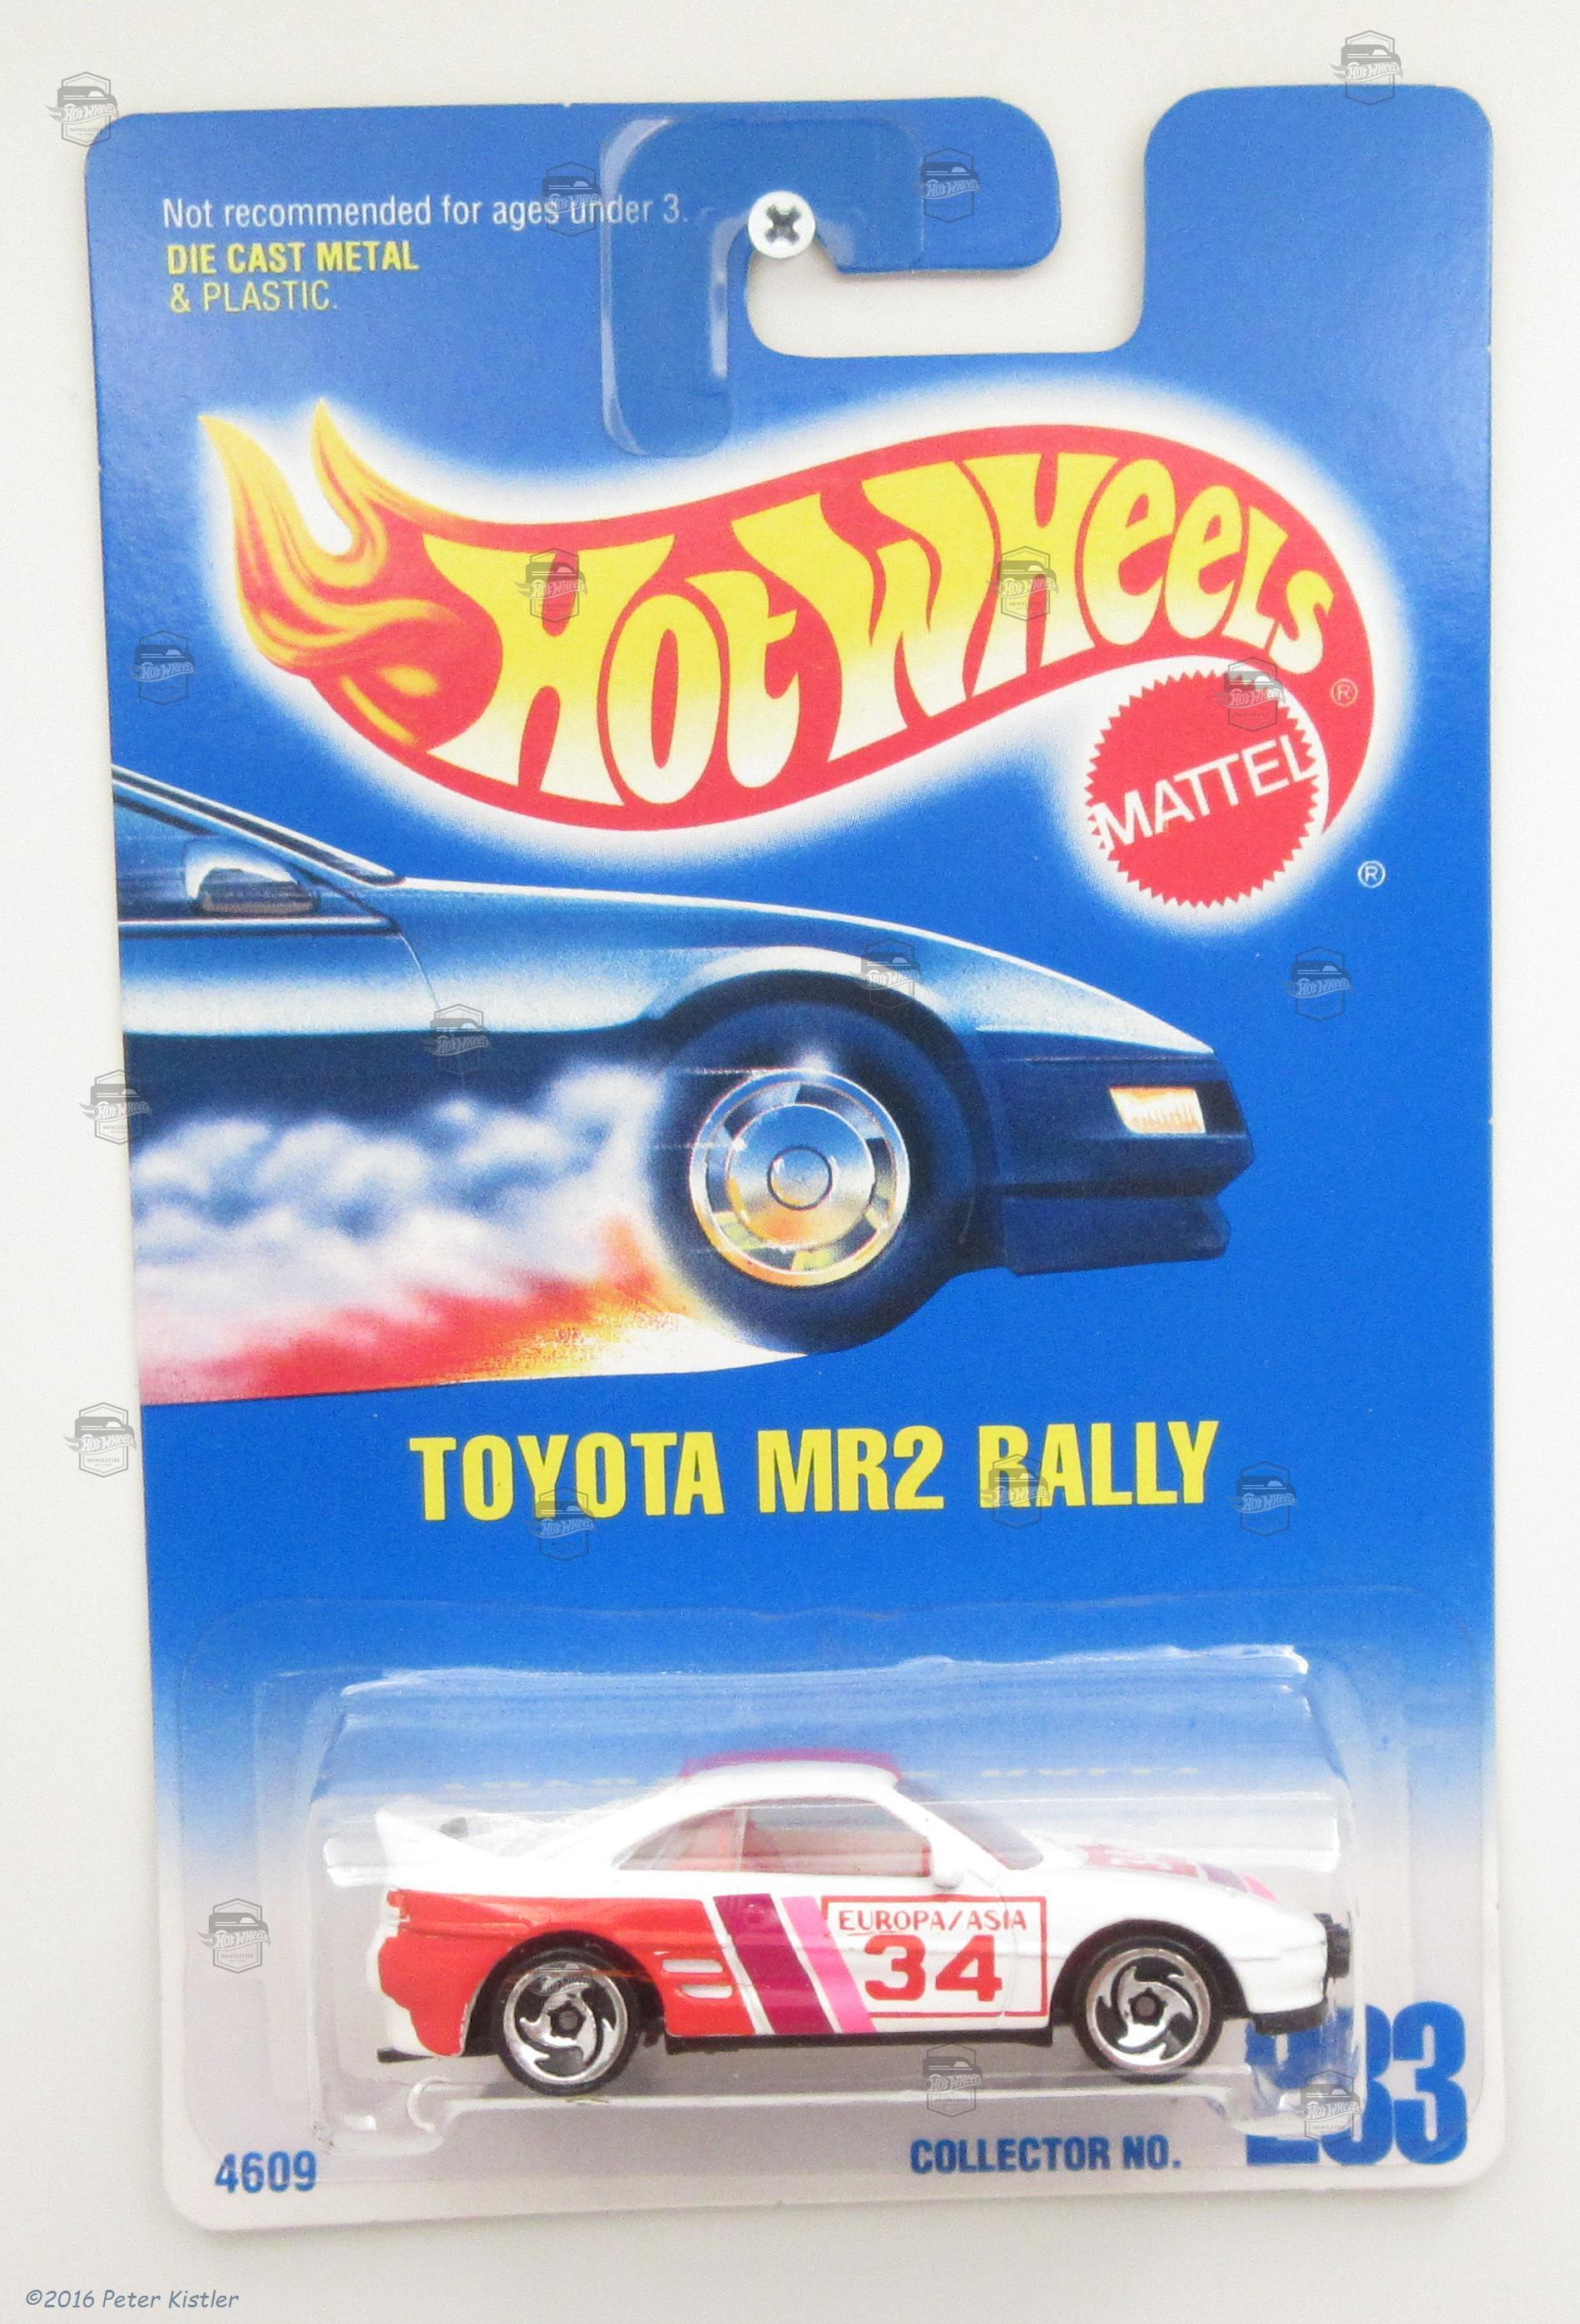 Not recommended for ages under 3.
DIE CAST METAL
& PLASTIC.
HOT WHEELS ®
MATTEL
®
TOYOTA MR2 RALLY
EUROPA/ASIA
34
4609
COLLECTOR NO. 233
©2016 Peter Kistler